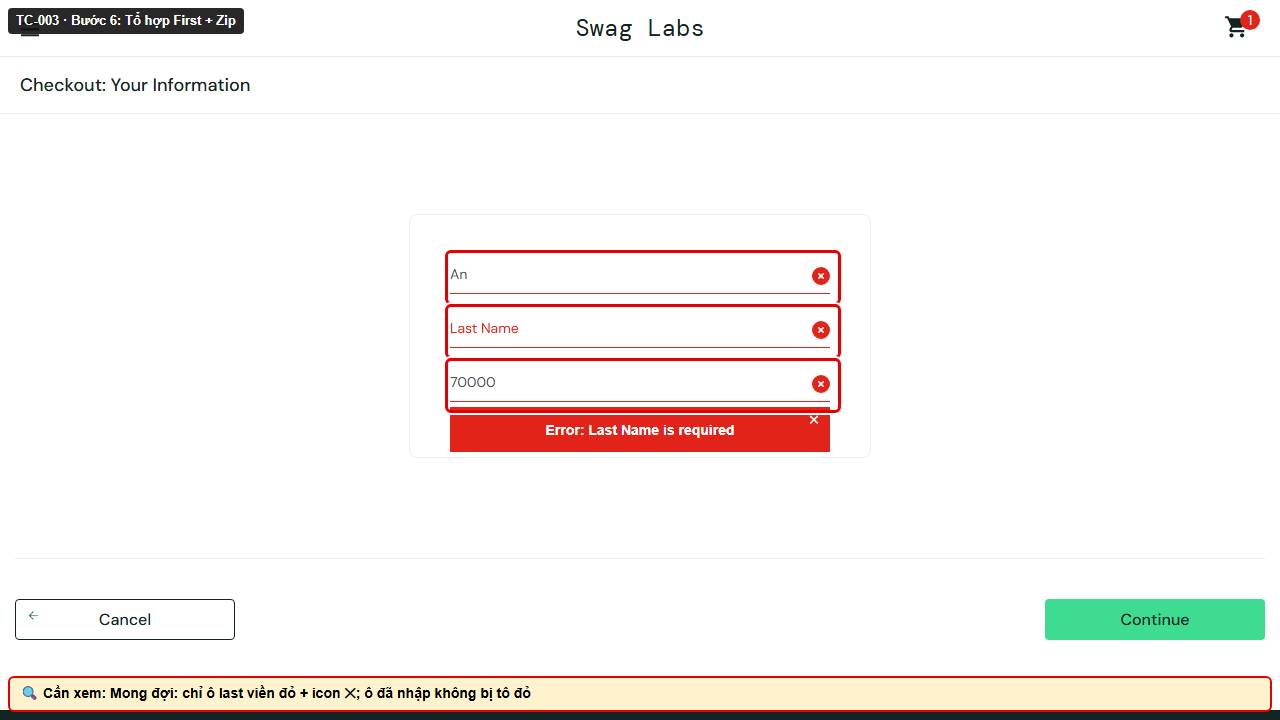 TC-003 · Bước 6: Tổ hợp First + Zip
Swag Labs
1
Checkout: Your Information
An
Last Name
70000
Error: Last Name is required
Cancel
Continue
🔍 Cần xem: Mong đợi: chỉ ô last viền đỏ + icon ✕; ô đã nhập không bị tô đỏ